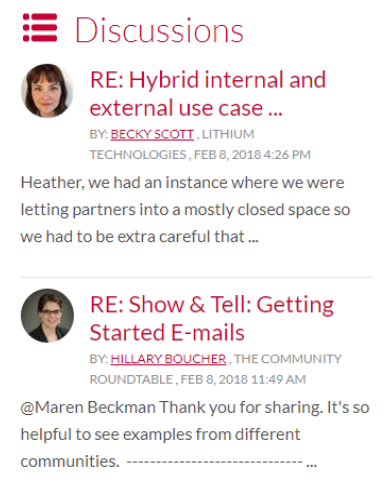 Discussions
RE: Hybrid internal and
external use case ...
BY: BECKY SCOTT , LITHIUM
TECHNOLOGIES , FEB 8, 2018 4:26 PM
Heather, we had an instance where we were
letting partners into a mostly closed space so
we had to be extra careful that ...
RE: Show & Tell: Getting
Started E-mails
BY: HILLARY BOUCHER , THE COMMUNITY
ROUNDTABLE , FEB 8, 2018 11:49 AM
@Maren Beckman Thank you for sharing. It's so
helpful to see examples from different
communities. ------------------------------ ...